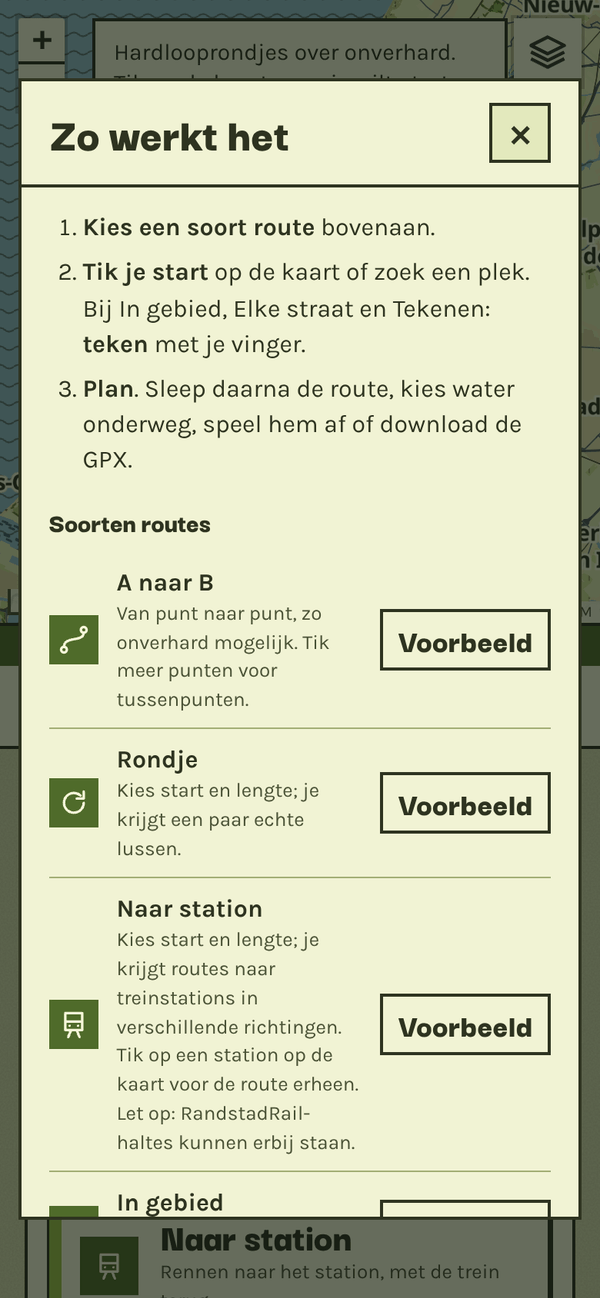 Nieuw-
+
Hardlooprondjes over onverhard.
Zo werkt het
×
1. Kies een soort route bovenaan.
2. Tik je start op de kaart of zoek een plek.
Bij In gebied, Elke straat en Tekenen:
teken met je vinger.
3. Plan. Sleep daarna de route, kies water
onderweg, speel hem af of download de
GPX.
Soorten routes
A naar B
Van punt naar punt, zo
onverhard mogelijk. Tik
meer punten voor
tussenpunten.
Voorbeeld
Rondje
Kies start en lengte; je
krijgt een paar echte
lussen.
Voorbeeld
Naar station
Kies start en lengte; je
krijgt routes naar
treinstations in
verschillende richtingen.
Tik op een station op de
kaart voor de route erheen.
Let op: RandstadRail-
haltes kunnen erbij staan.
Voorbeeld
In gebied
Naar station
Rennen naar het station, met de trein